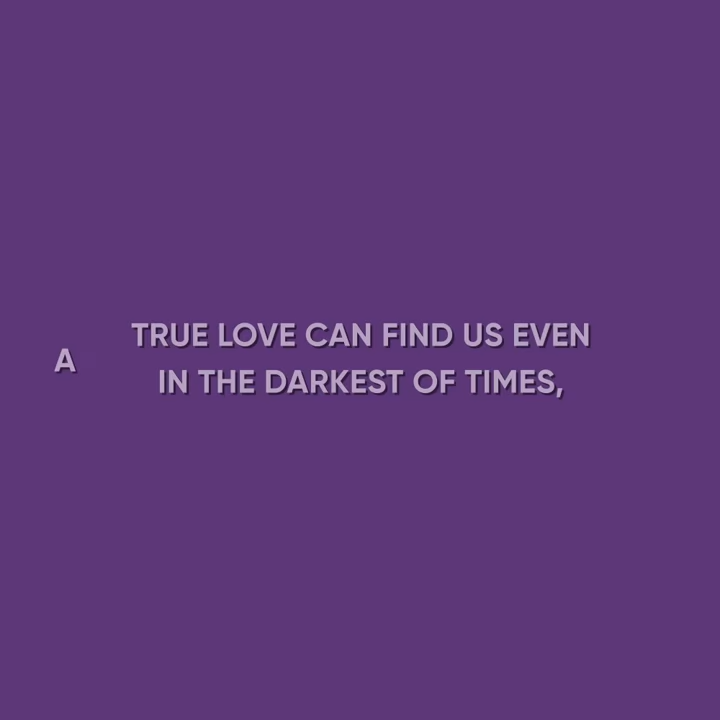 A
TRUE LOVE CAN FIND US EVEN
IN THE DARKEST OF TIMES,